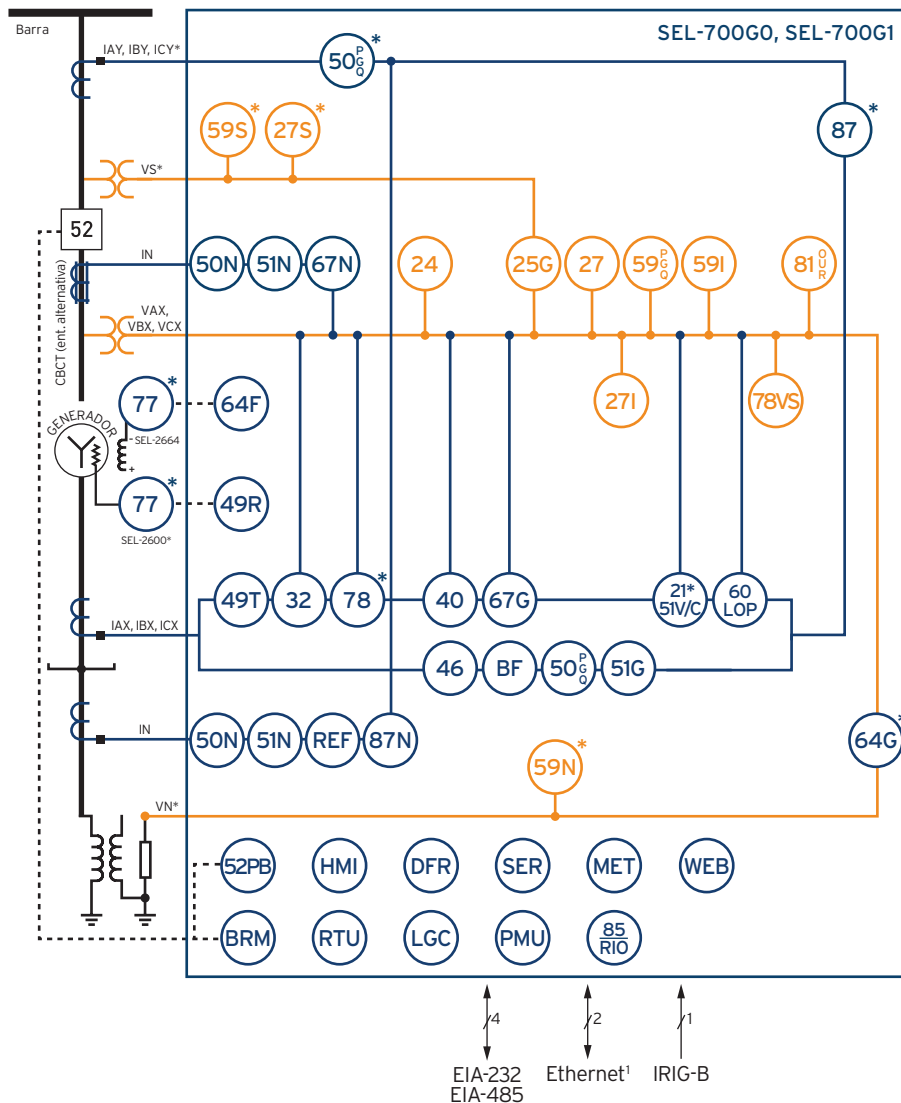 Barra
SEL-700G0, SEL-700G1
IAY, IBY, ICY*
50 P G Q *
59S*
27S*
87*
VS*
52
IN
50N
51N
67N
24
25G
27
59 P G Q
59I
81 O U R
CBCT (ent. alternativa)
VAX,
VBX, VCX
27I
78VS
GENERADOR
77*
64F
SEL-2664
-
+
77*
49R
SEL-2600*
49T
32
78*
40
67G
21*
51V/C
60
LOP
IAX, IBX, ICX
46
BF
50 P G Q
51G
IN
50N
51N
REF
87N
64G*
59N*
VN*
52PB
HMI
DFR
SER
MET
WEB
BRM
RTU
LGC
PMU
85
RIO
4
2
1
EIA-232
EIA-485
Ethernet¹
IRIG-B